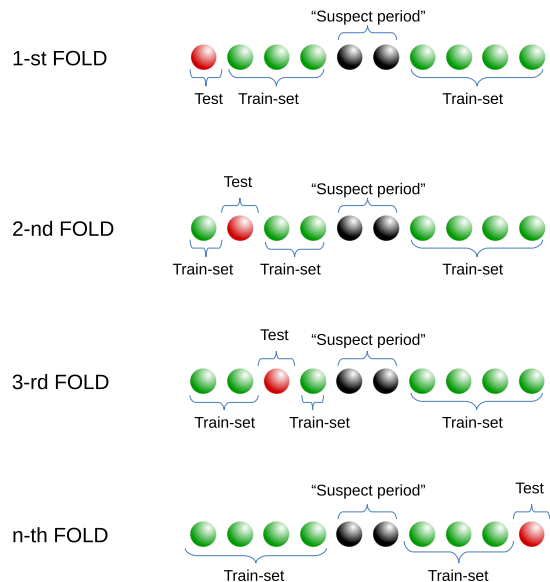 “Suspect period”
1-st FOLD
Test Train-set Train-set
Test “Suspect period”
2-nd FOLD
Train-set Train-set Train-set
Test “Suspect period”
3-rd FOLD
Train-set Train-set Train-set
“Suspect period” Test
n-th FOLD
Train-set Train-set